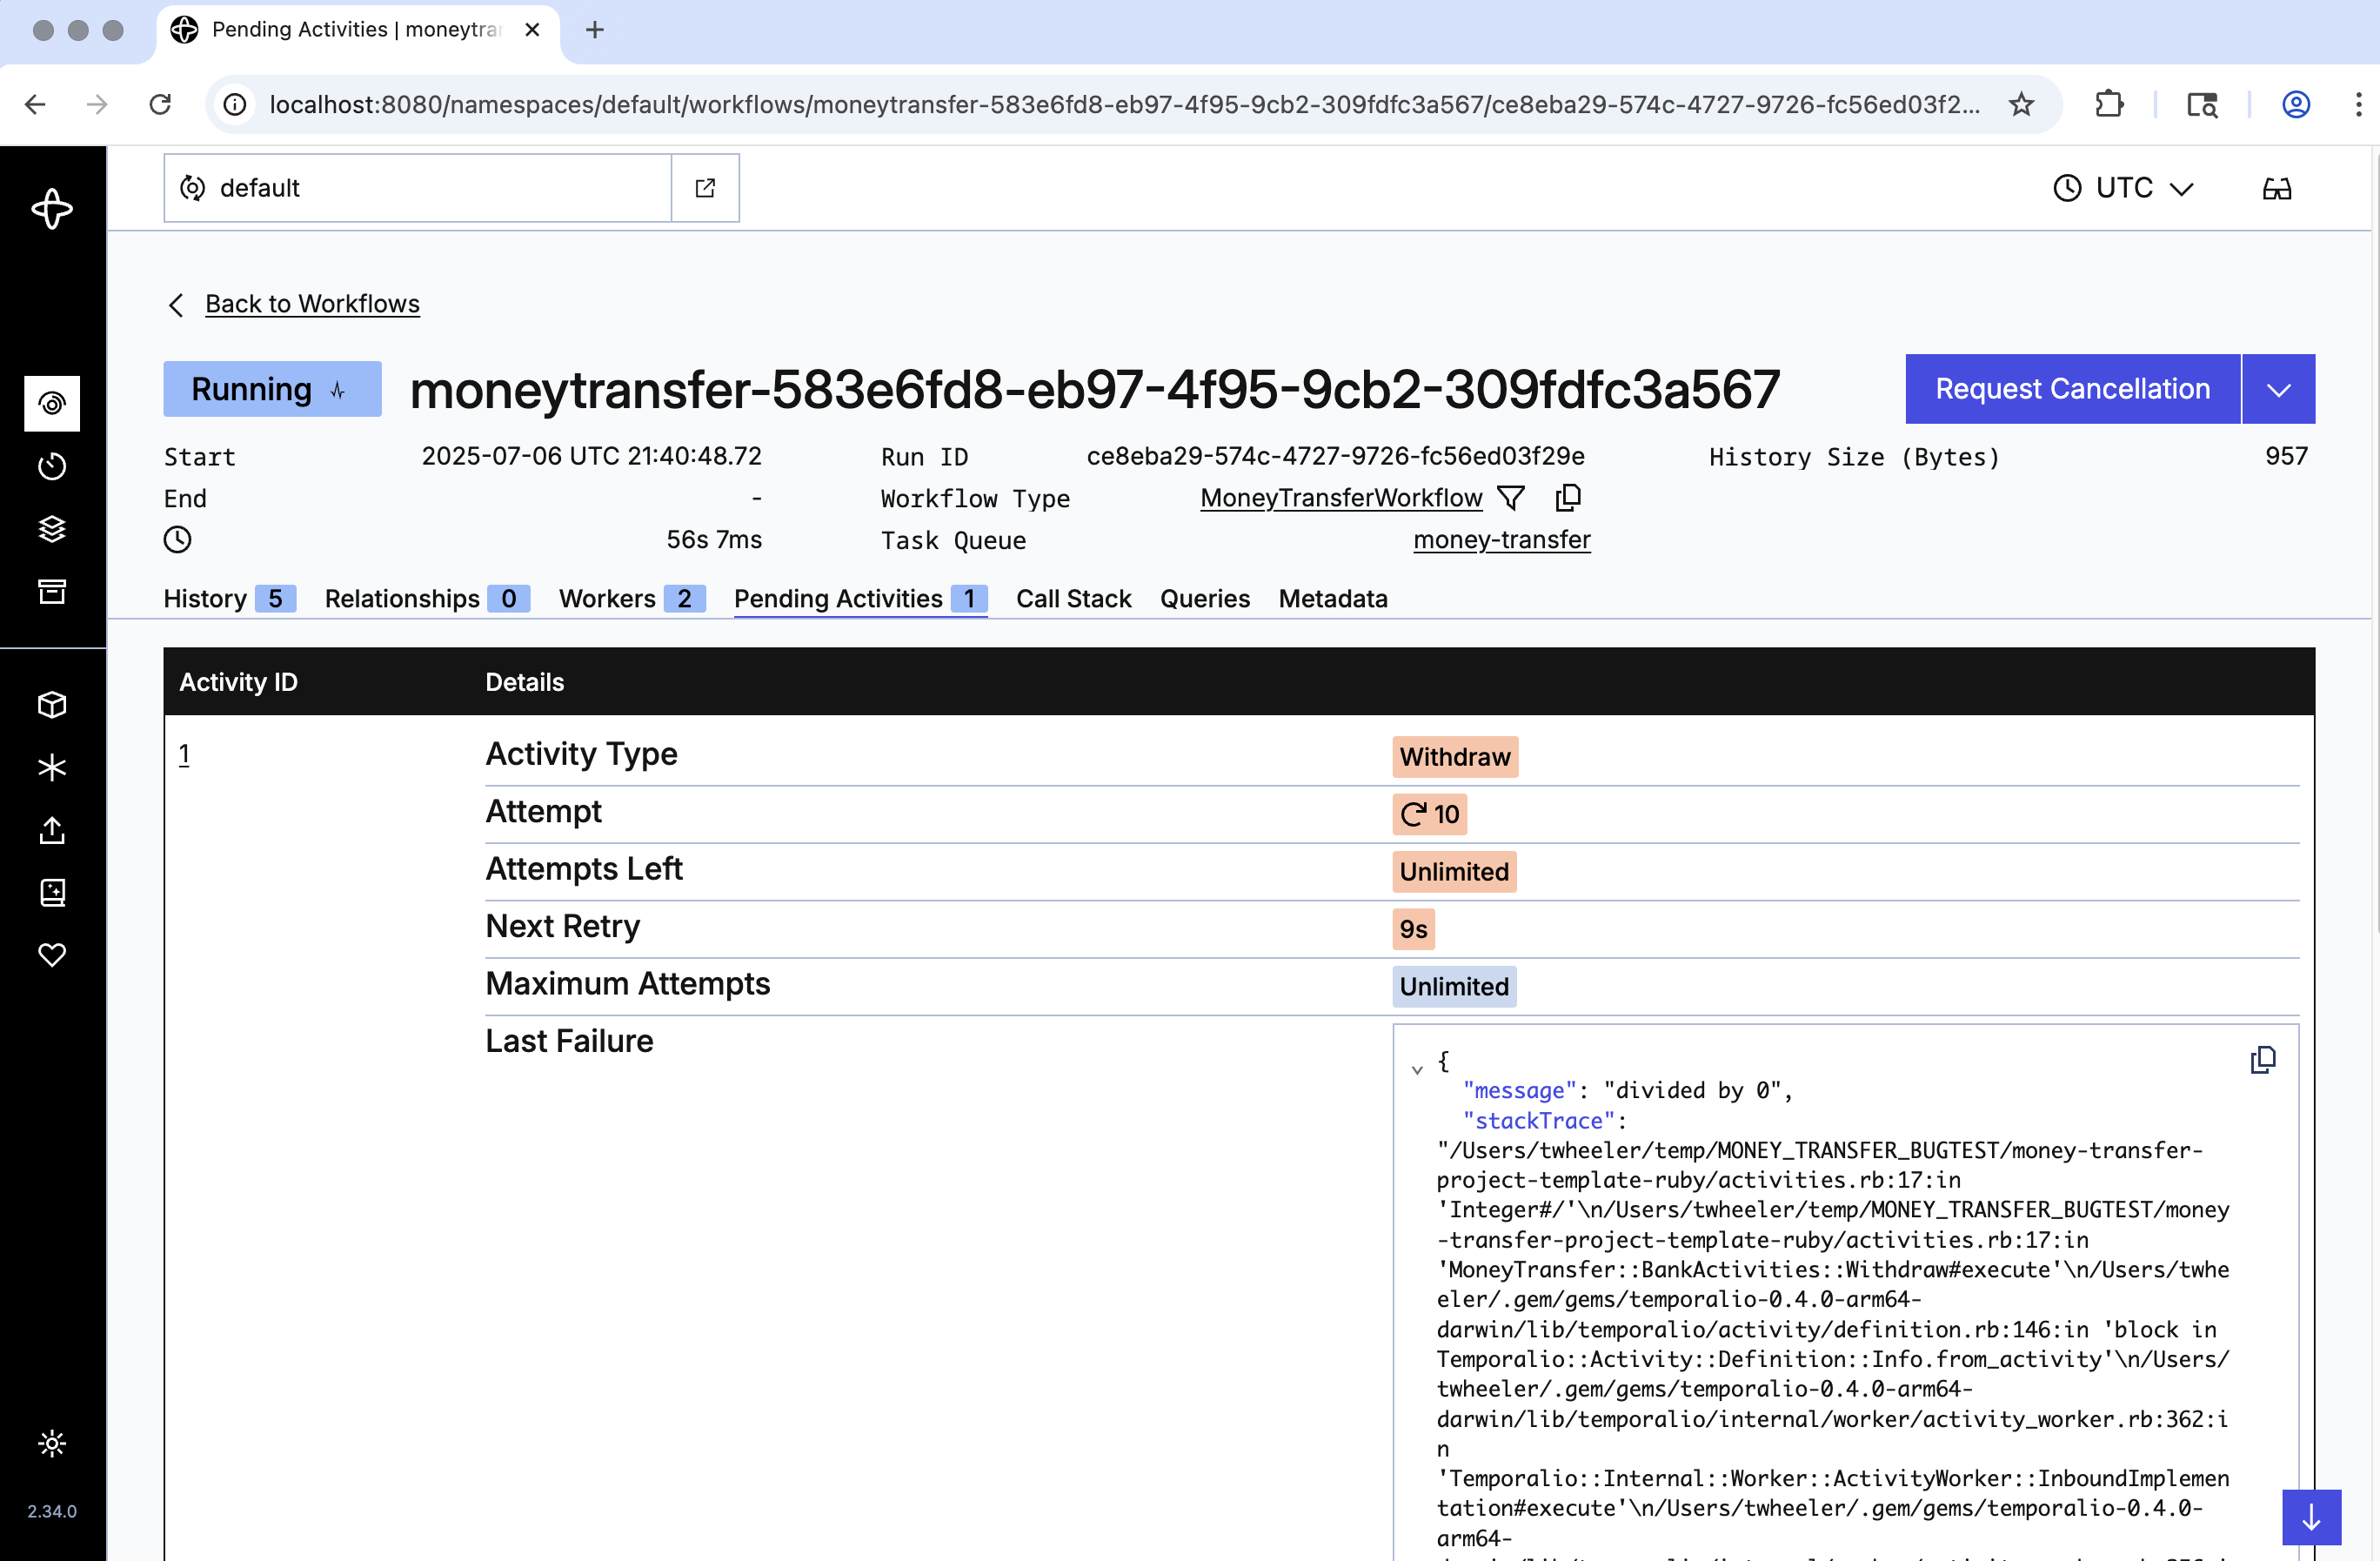 Pending Activities | moneytra
localhost:8080/namespaces/default/workflows/moneytransfer-583e6fd8-eb97-4f95-9cb2-309fdfc3a567/ce8eba29-574c-4727-9726-fc56ed03f2...
default
UTC
Back to Workflows
Running moneytransfer-583e6fd8-eb97-4f95-9cb2-309fdfc3a567 Request Cancellation
Start 2025-07-06 UTC 21:40:48.72 Run ID ce8eba29-574c-4727-9726-fc56ed03f29e History Size (Bytes) 957
End - Workflow Type MoneyTransferWorkflow
56s 7ms Task Queue money-transfer
History 5 Relationships 0 Workers 2 Pending Activities 1 Call Stack Queries Metadata
Activity ID Details
1 Activity Type Withdraw
Attempt 10
Attempts Left Unlimited
Next Retry 9s
Maximum Attempts Unlimited
Last Failure
{
"message": "divided by 0",
"stackTrace":
"/Users/twheeler/temp/MONEY_TRANSFER_BUGTEST/money-transfer-
project-template-ruby/activities.rb:17:in
'Integer#/'\n/Users/twheeler/temp/MONEY_TRANSFER_BUGTEST/money
-transfer-project-template-ruby/activities.rb:17:in
'MoneyTransfer::BankActivities::Withdraw#execute'\n/Users/twhe
eler/.gem/gems/temporalio-0.4.0-arm64-
darwin/lib/temporalio/activity/definition.rb:146:in 'block in
Temporalio::Activity::Definition::Info.from_activity'\n/Users/
twheeler/.gem/gems/temporalio-0.4.0-arm64-
darwin/lib/temporalio/internal/worker/activity_worker.rb:362:i
n
'Temporalio::Internal::Worker::ActivityWorker::InboundImplemen
tation#execute'\n/Users/twheeler/.gem/gems/temporalio-0.4.0-
arm64-
2.34.0